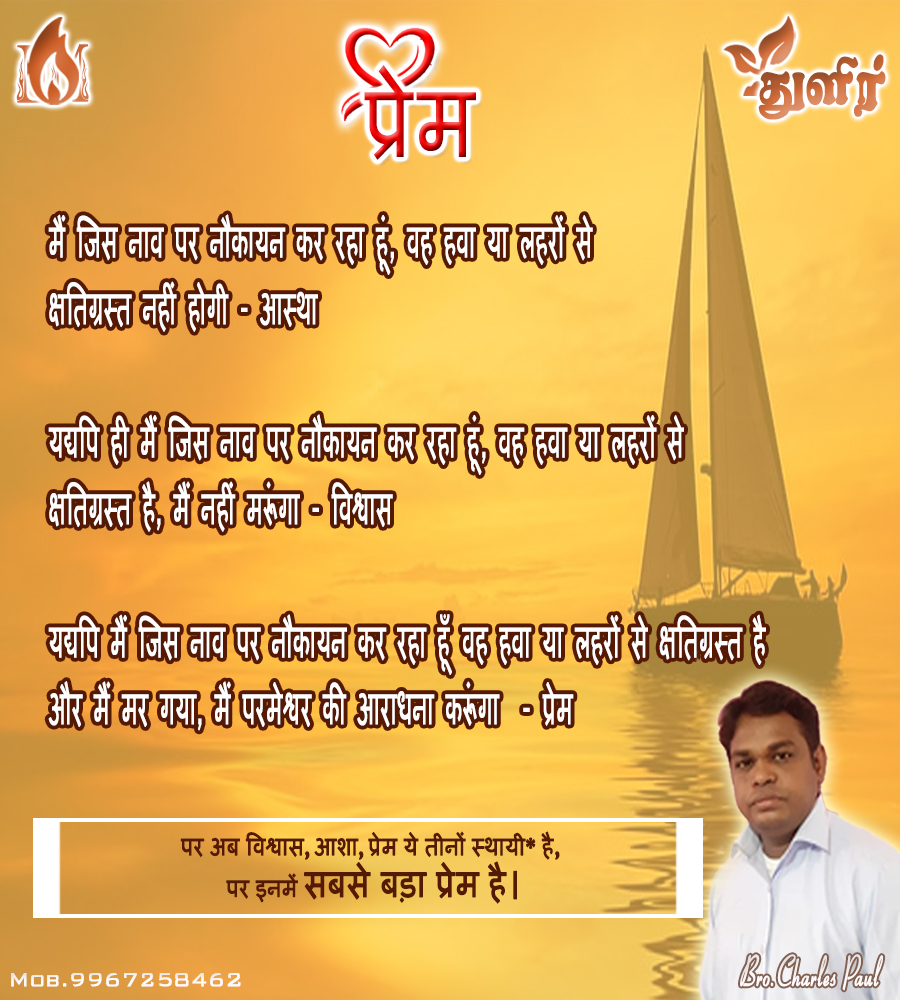 प्रेम
துளிர்
मैं जिस नाव पर नौकायन कर रहा हूं, वह हवा या लहरों से
क्षतिग्रस्त नहीं होगी - आस्था
यद्यपि ही मैं जिस नाव पर नौकायन कर रहा हूं, वह हवा या लहरों से
क्षतिग्रस्त है, मैं नहीं मरूंगा - विश्वास
यद्यपि मैं जिस नाव पर नौकायन कर रहा हूँ वह हवा या लहरों से क्षतिग्रस्त है
और मैं मर गया, मैं परमेश्वर की आराधना करूंगा - प्रेम
पर अब विश्वास, आशा, प्रेम ये तीनों स्थायी* है,
पर इनमें सबसे बड़ा प्रेम है।
Mob.9967258462
Bro.Charles Paul